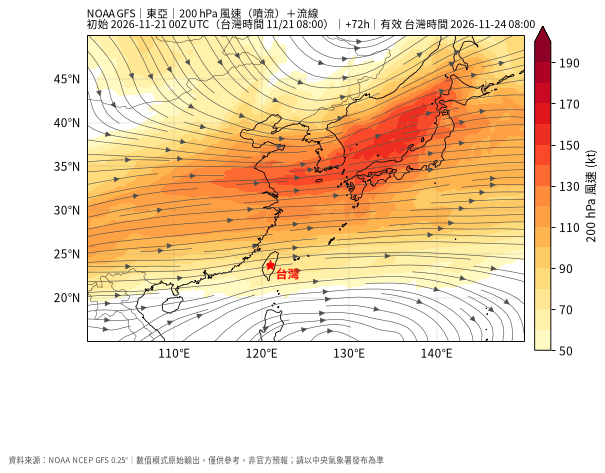 NOAA GFS｜東亞｜200 hPa 風速（噴流）＋流線
初始 2026-11-21 00Z UTC（台灣時間 11/21 08:00）｜+72h｜有效 台灣時間 2026-11-24 08:00
45°N
40°N
35°N
30°N
25°N
20°N
110°E
120°E
130°E
140°E
台灣
190
170
150
130
110
90
70
50
200 hPa 風速 (kt)
資料來源：NOAA NCEP GFS 0.25°｜數值模式原始輸出，僅供參考，非官方預報；請以中央氣象署發布為準